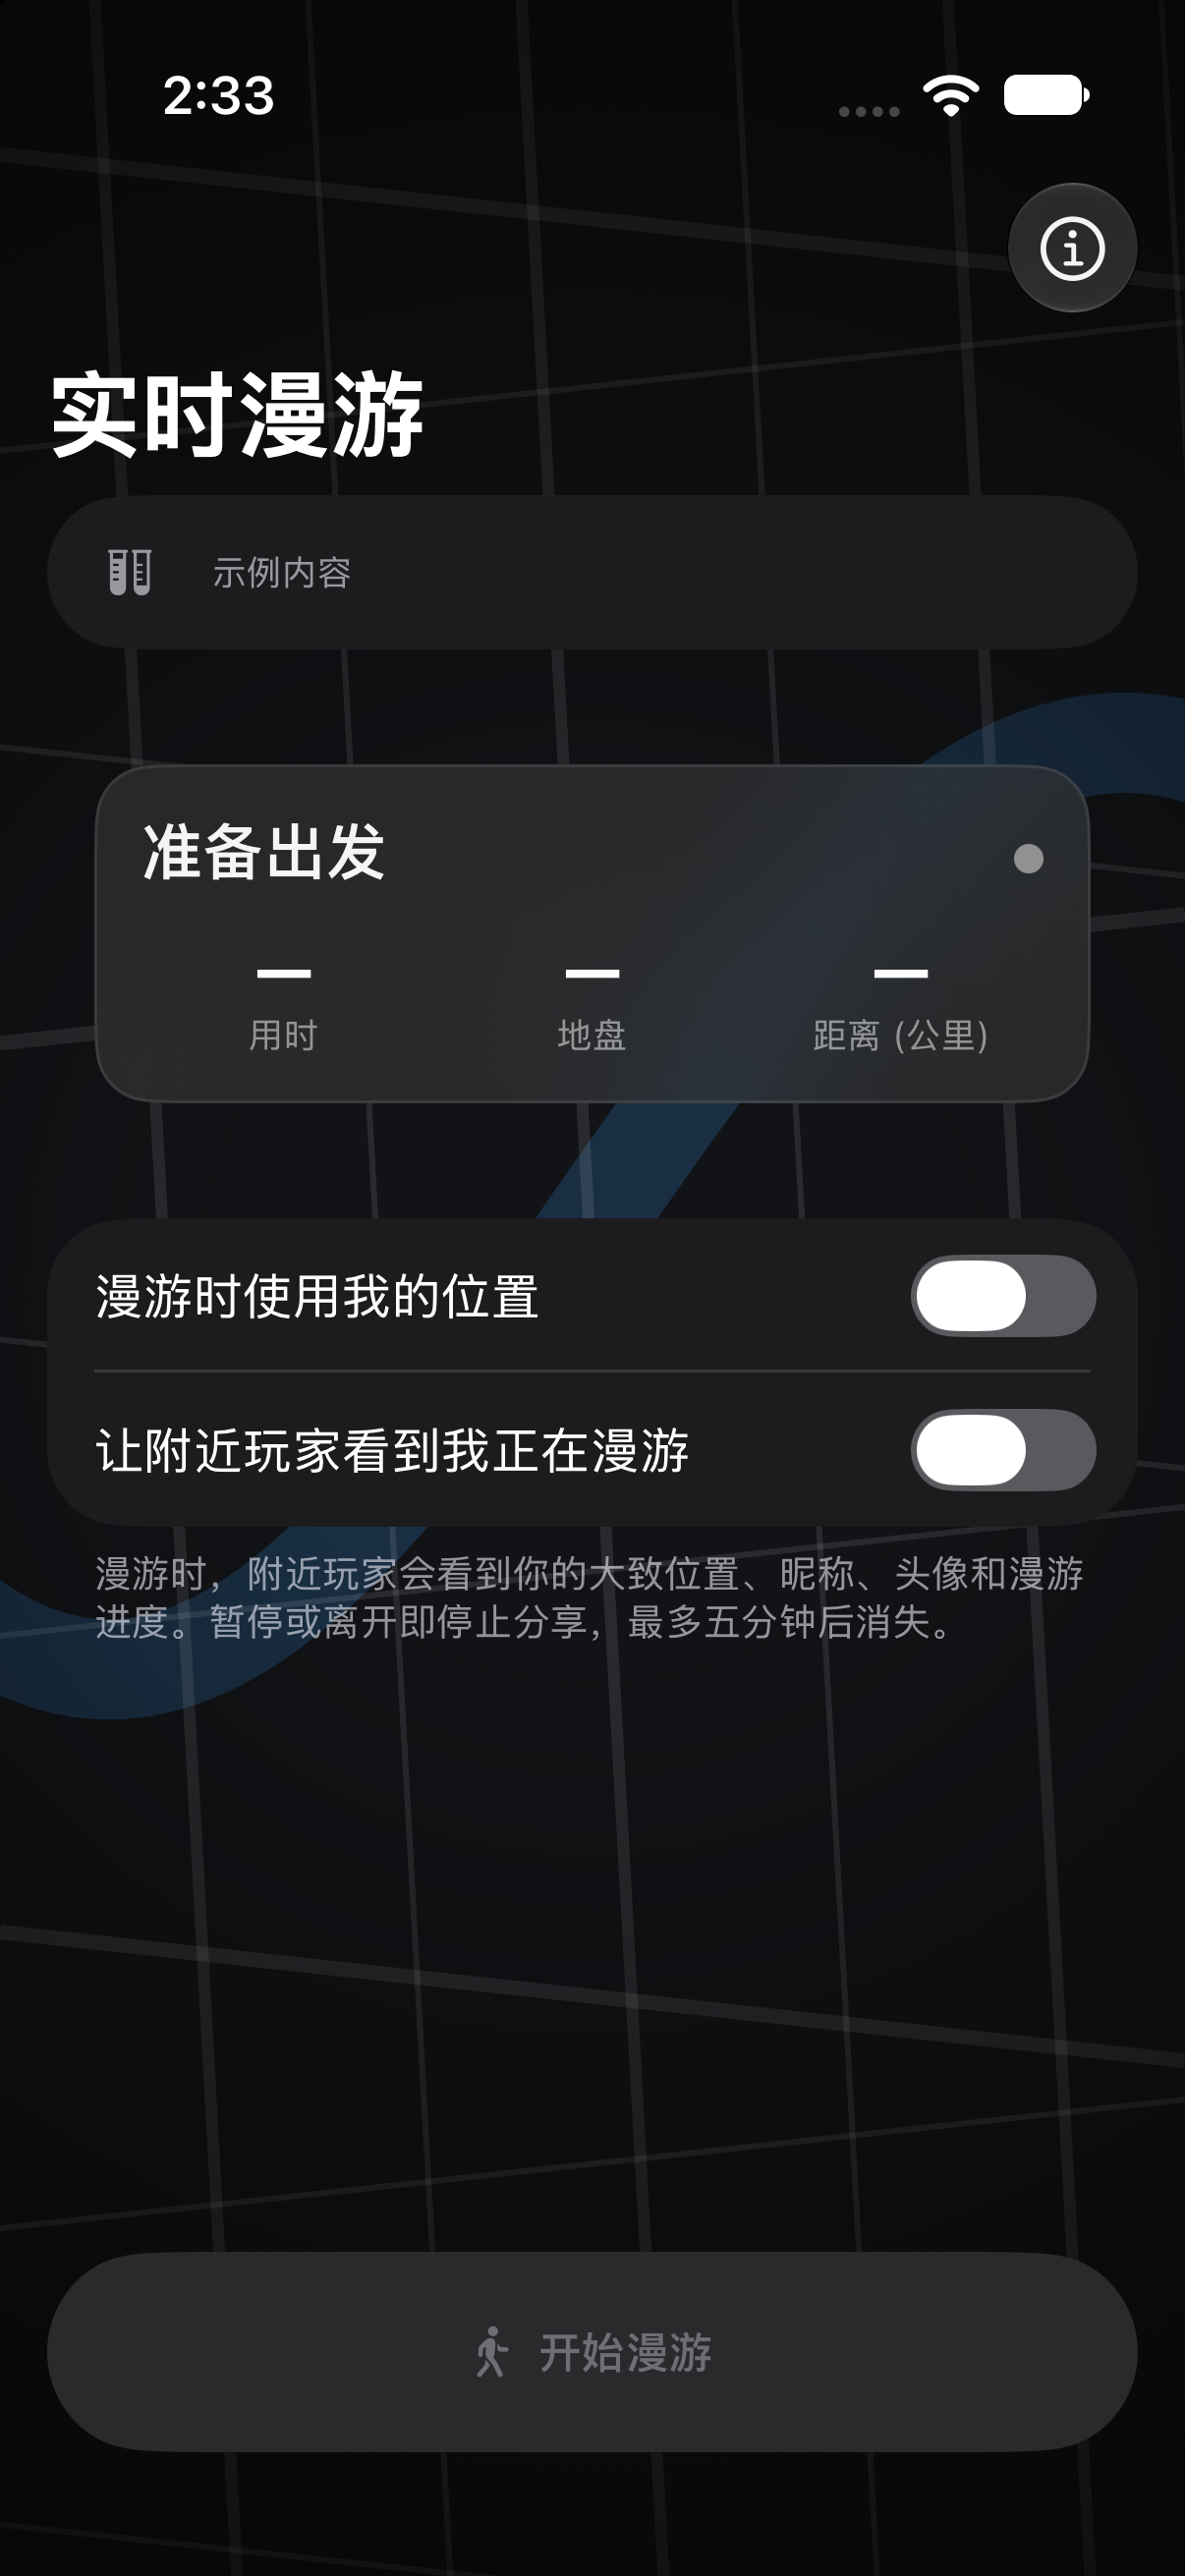 2:33
实时漫游
示例内容
准备出发
— — —
用时 地盘 距离 (公里)
漫游时使用我的位置
让附近玩家看到我正在漫游
漫游时，附近玩家会看到你的大致位置、昵称、头像和漫游
进度。暂停或离开即停止分享，最多五分钟后消失。
开始漫游